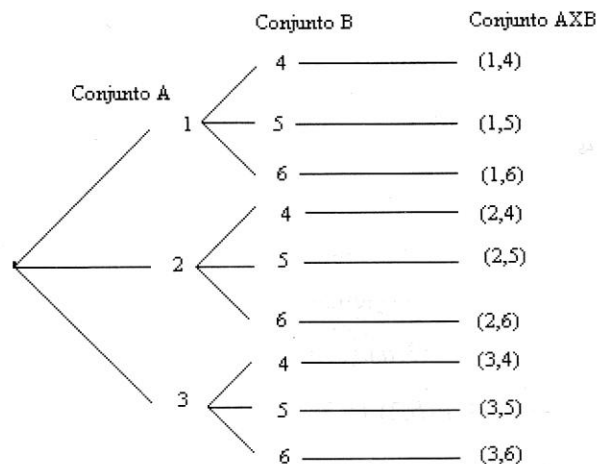 Conjunto B Conjunto AXB
4 (1,4)
Conjunto A
1 5 (1,5)
6 (1,6)
4 (2,4)
2 5 (2,5)
6 (2,6)
4 (3,4)
3 5 (3,5)
6 (3,6)